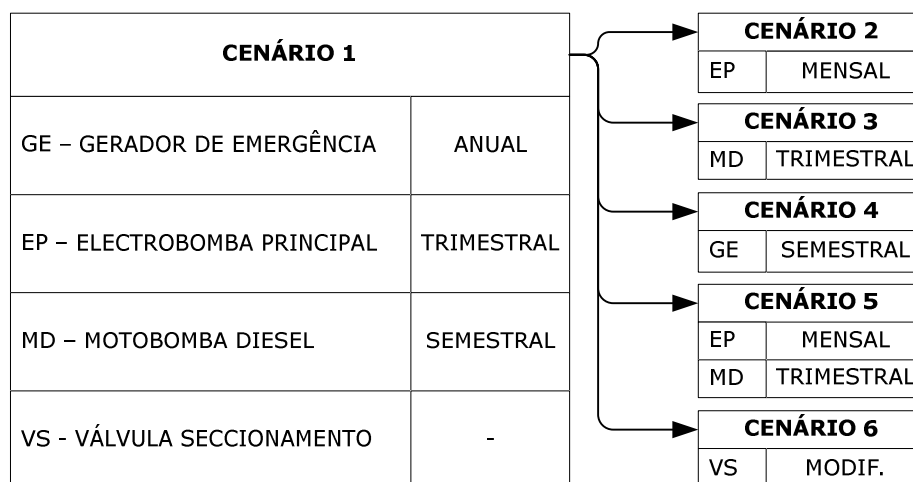 CENÁRIO 1
GE – GERADOR DE EMERGÊNCIA ANUAL
EP – ELECTROBOMBA PRINCIPAL TRIMESTRAL
MD – MOTOBOMBA DIESEL SEMESTRAL
VS - VÁLVULA SECCIONAMENTO -
CENÁRIO 2
EP MENSAL
CENÁRIO 3
MD TRIMESTRAL
CENÁRIO 4
GE SEMESTRAL
CENÁRIO 5
EP MENSAL
MD TRIMESTRAL
CENÁRIO 6
VS MODIF.